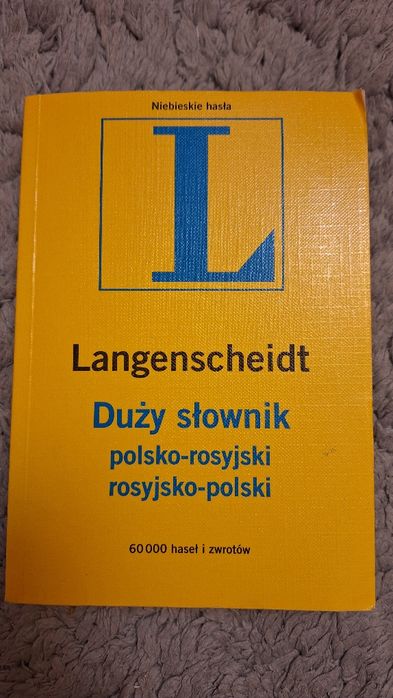 Niebieskie hasła
L
Langenscheidt
Duży słownik
polsko-rosyjski
rosyjsko-polski
60 000 haseł i zwrotów